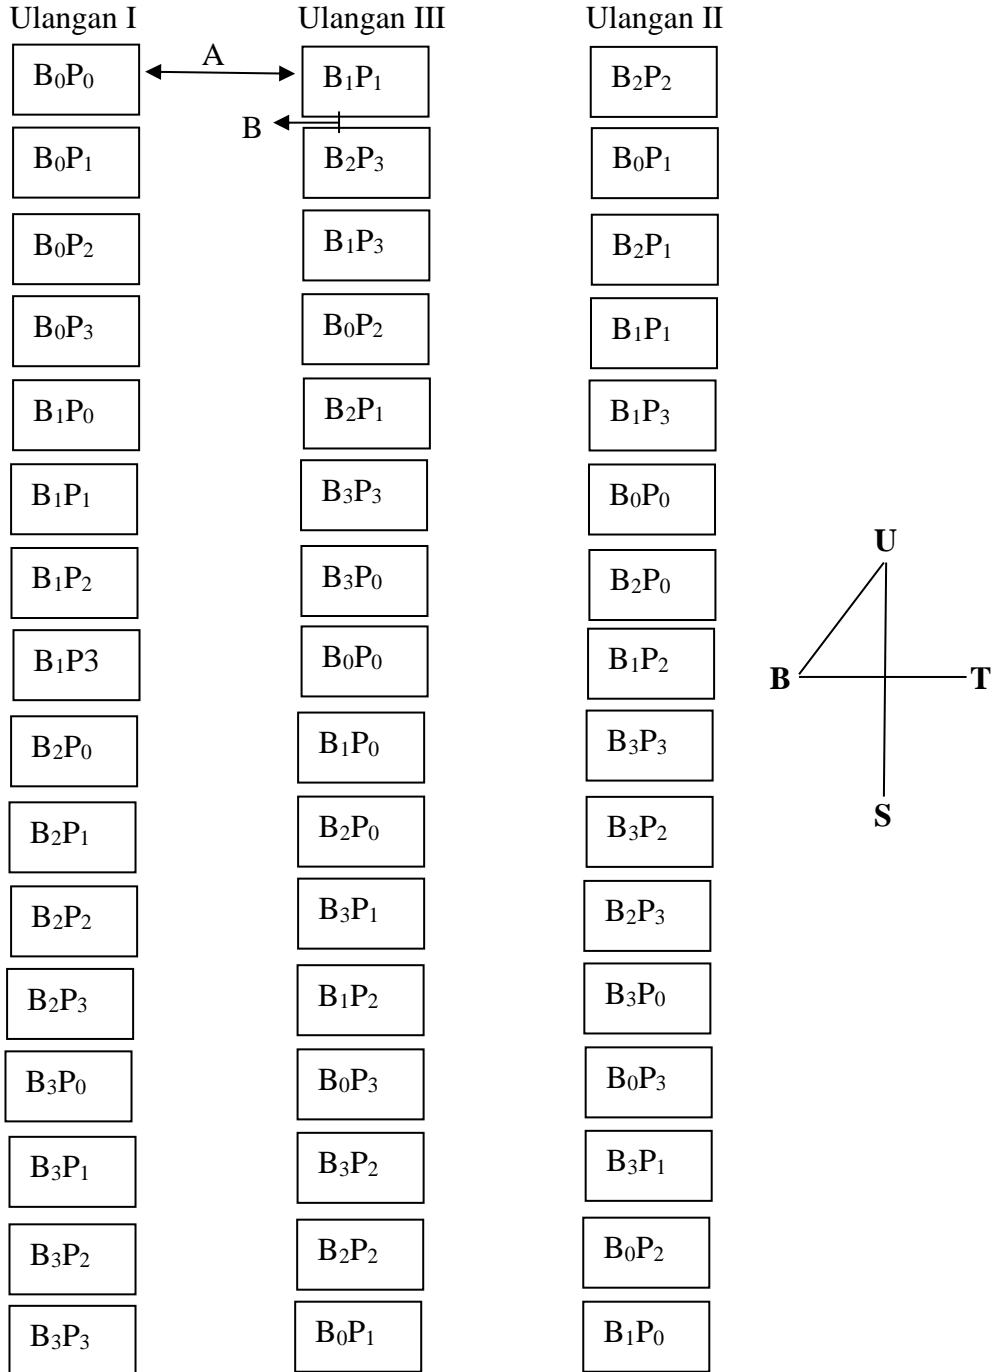 Ulangan I Ulangan III Ulangan II
B₀P₀ A B₁P₁ B₂P₂
B
B₀P₁ B₂P₃ B₀P₁
B₀P₂ B₁P₃ B₂P₁
B₀P₃ B₀P₂ B₁P₁
B₁P₀ B₂P₁ B₁P₃
B₁P₁ B₃P₃ B₀P₀
U
B₁P₂ B₃P₀ B₂P₀
B₁P3 B₀P₀ B₁P₂
B T
B₂P₀ B₁P₀ B₃P₃
S
B₂P₁ B₂P₀ B₃P₂
B₂P₂ B₃P₁ B₂P₃
B₂P₃ B₁P₂ B₃P₀
B₃P₀ B₀P₃ B₀P₃
B₃P₁ B₃P₂ B₃P₁
B₃P₂ B₂P₂ B₀P₂
B₃P₃ B₀P₁ B₁P₀